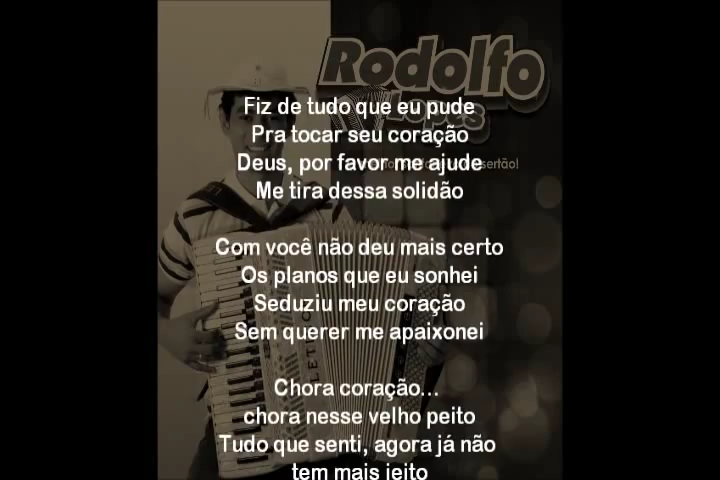 Rodolfo
Lopes
sertão!
Fiz de tudo que eu pude
Pra tocar seu coração
Deus, por favor me ajude
Me tira dessa solidão
Com você não deu mais certo
Os planos que eu sonhei
Seduziu meu coração
Sem querer me apaixonei
Chora coração...
chora nesse velho peito
Tudo que senti, agora já não
tem mais jeito